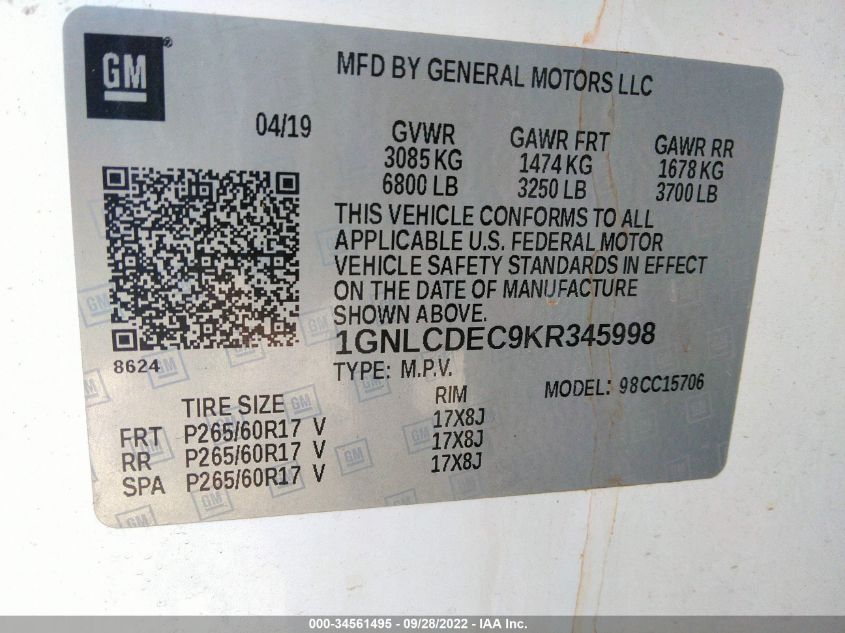 GM
MFD BY GENERAL MOTORS LLC
04/19
GVWR GAWR FRT GAWR RR
3085 KG 1474 KG 1678 KG
6800 LB 3250 LB 3700 LB
THIS VEHICLE CONFORMS TO ALL
APPLICABLE U.S. FEDERAL MOTOR
VEHICLE SAFETY STANDARDS IN EFFECT
ON THE DATE OF MANUFACTURE
SHOWN ABOVE.
1GNLCDEC9KR345998
8624
TYPE: M.P.V. MODEL: 98CC15706
TIRE SIZE RIM
FRT P265/60R17 V 17X8J
RR P265/60R17 V 17X8J
SPA P265/60R17 V 17X8J
000-34561495 - 09/28/2022 - IAA Inc.